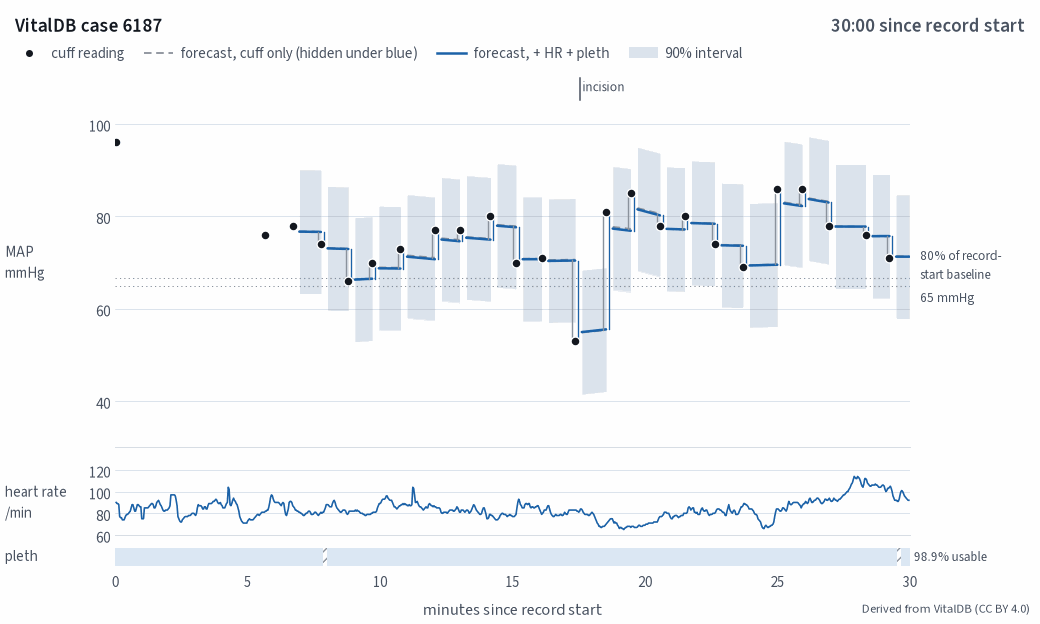 VitalDB case 6187
30:00 since record start
cuff reading
forecast, cuff only (hidden under blue)
forecast, + HR + pleth
90% interval
incision
100
80
60
40
MAP
mmHg
80% of record-
start baseline
65 mmHg
120
100
80
60
heart rate
/min
pleth
98.9% usable
0
5
10
15
20
25
30
minutes since record start
Derived from VitalDB (CC BY 4.0)